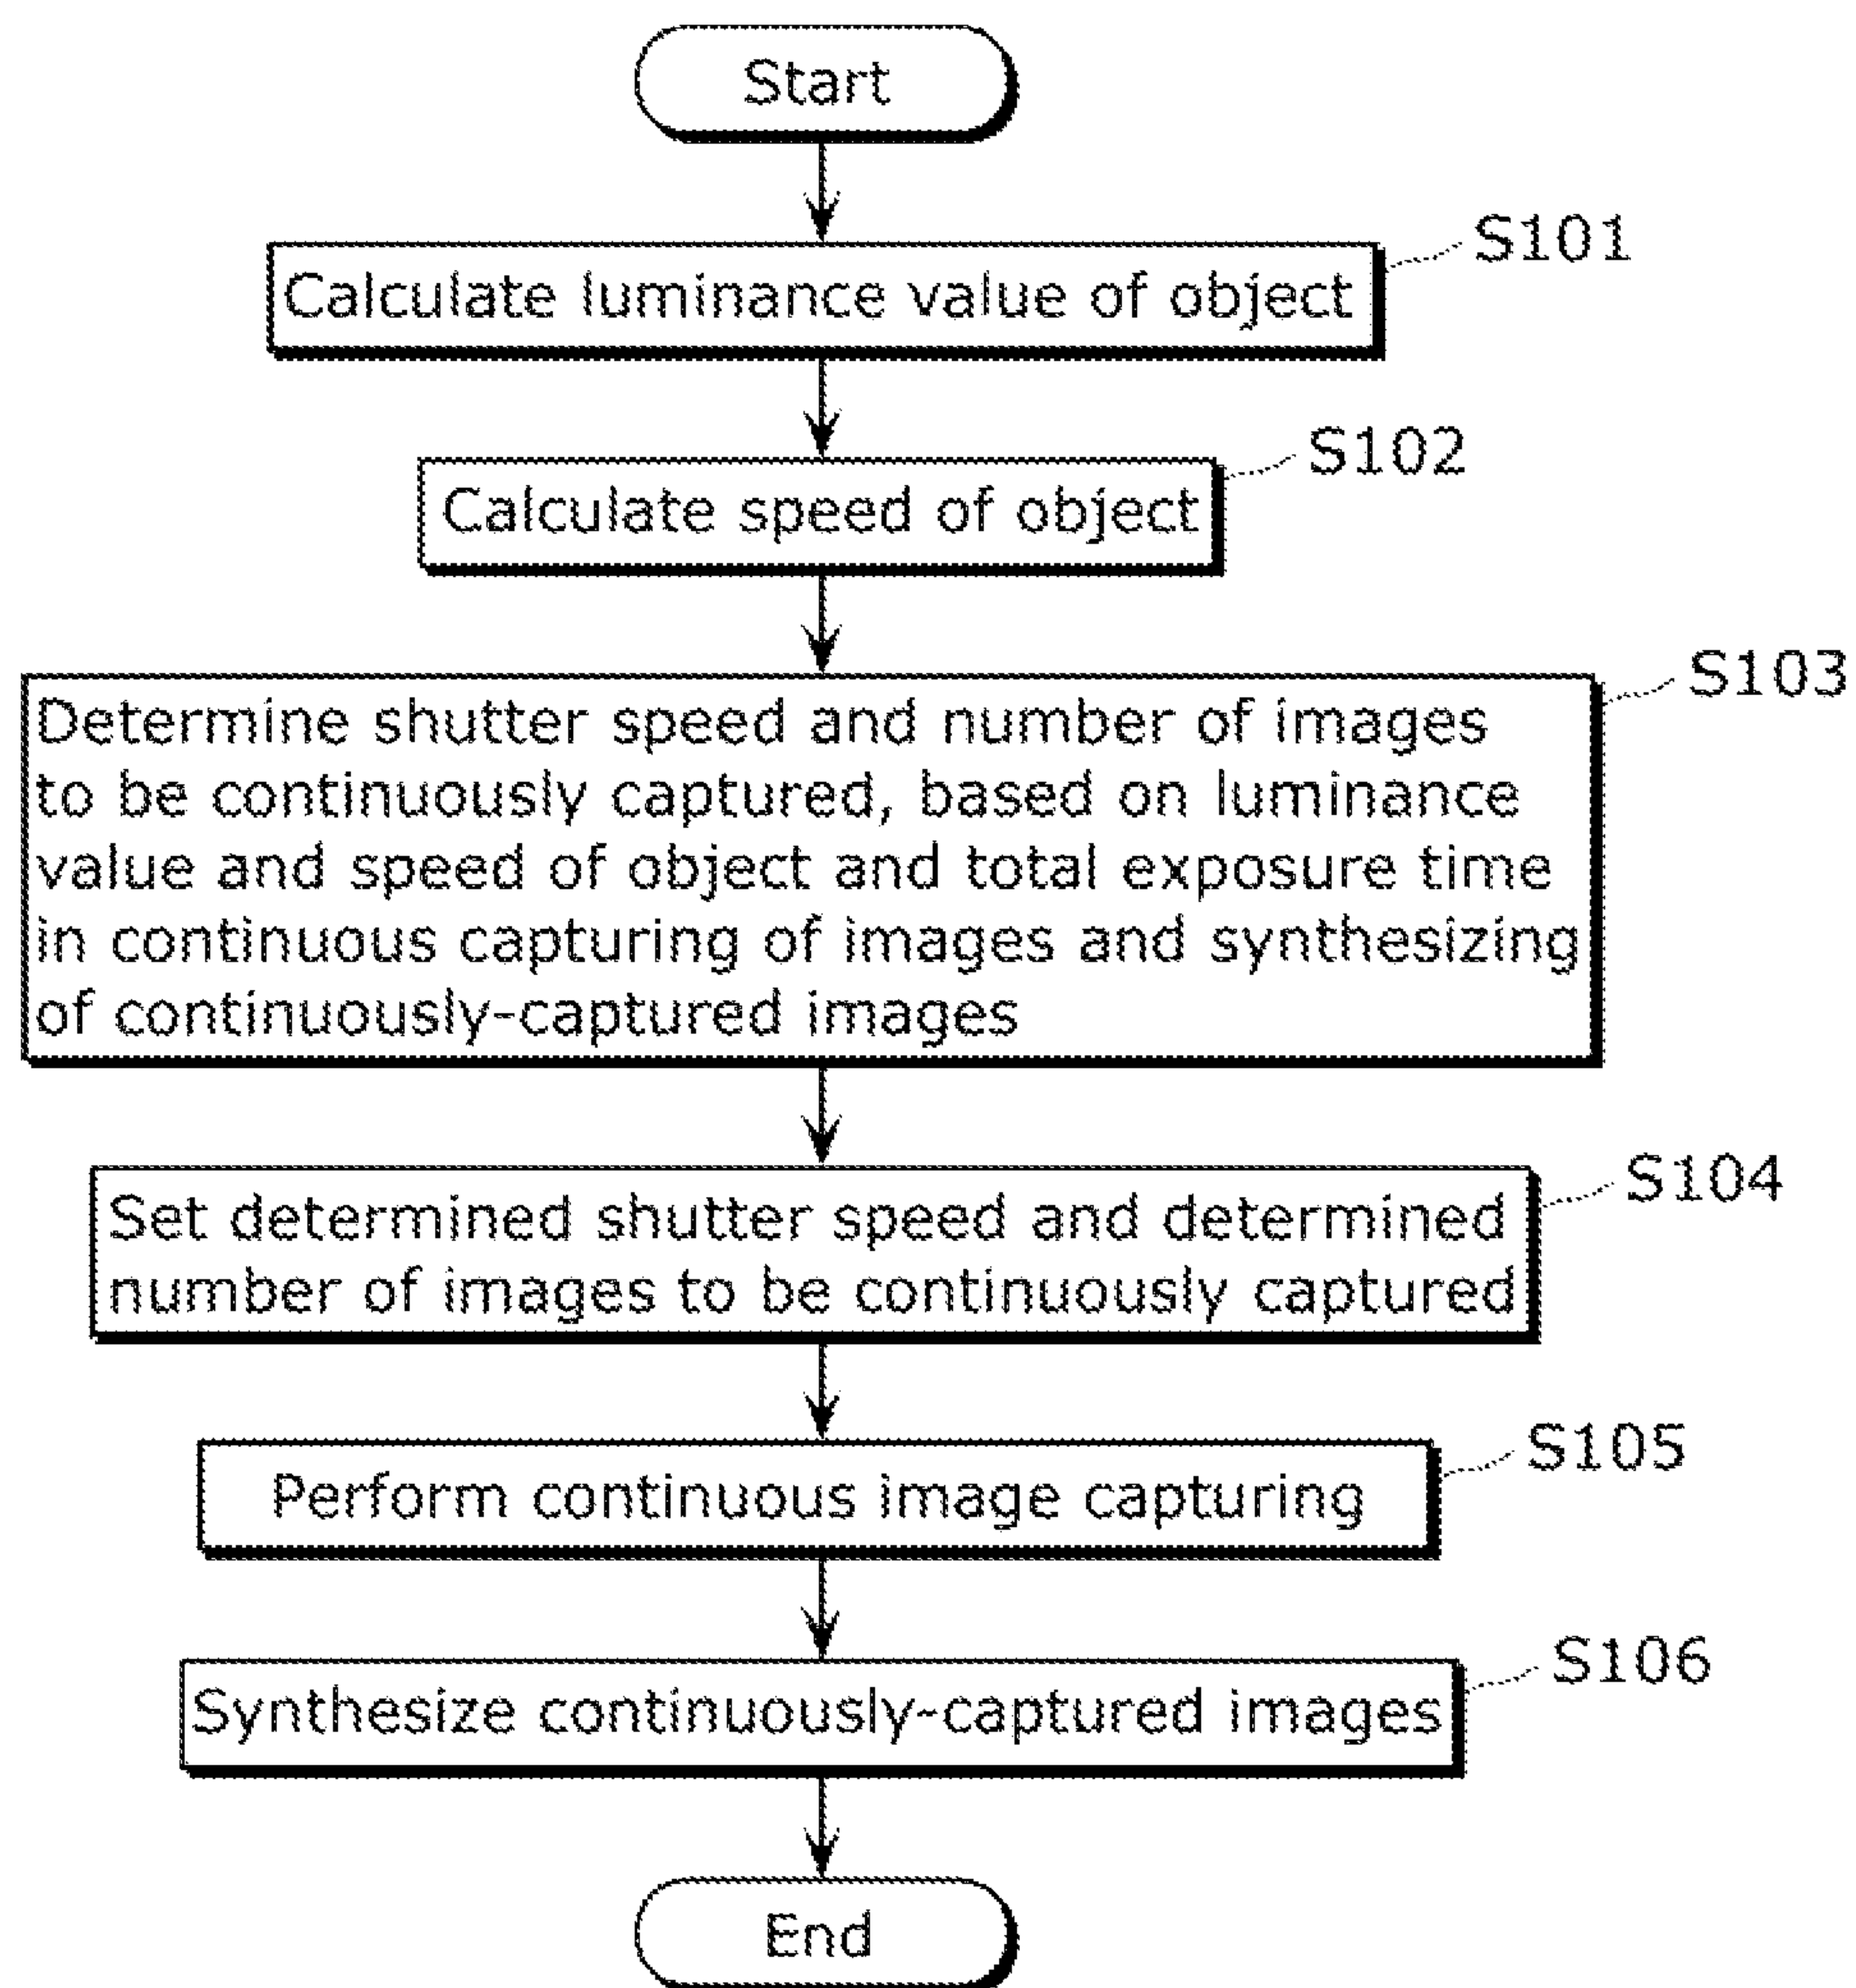 Start
S101
Calculate luminance value of object
S102
Calculate speed of object
S103
Determine shutter speed and number of images
to be continuously captured, based on luminance
value and speed of object and total exposure time
in continuous capturing of images and synthesizing
of continuously-captured images
S104
Set determined shutter speed and determined
number of images to be continuously captured
S105
Perform continuous image capturing
S106
Synthesize continuously-captured images
End